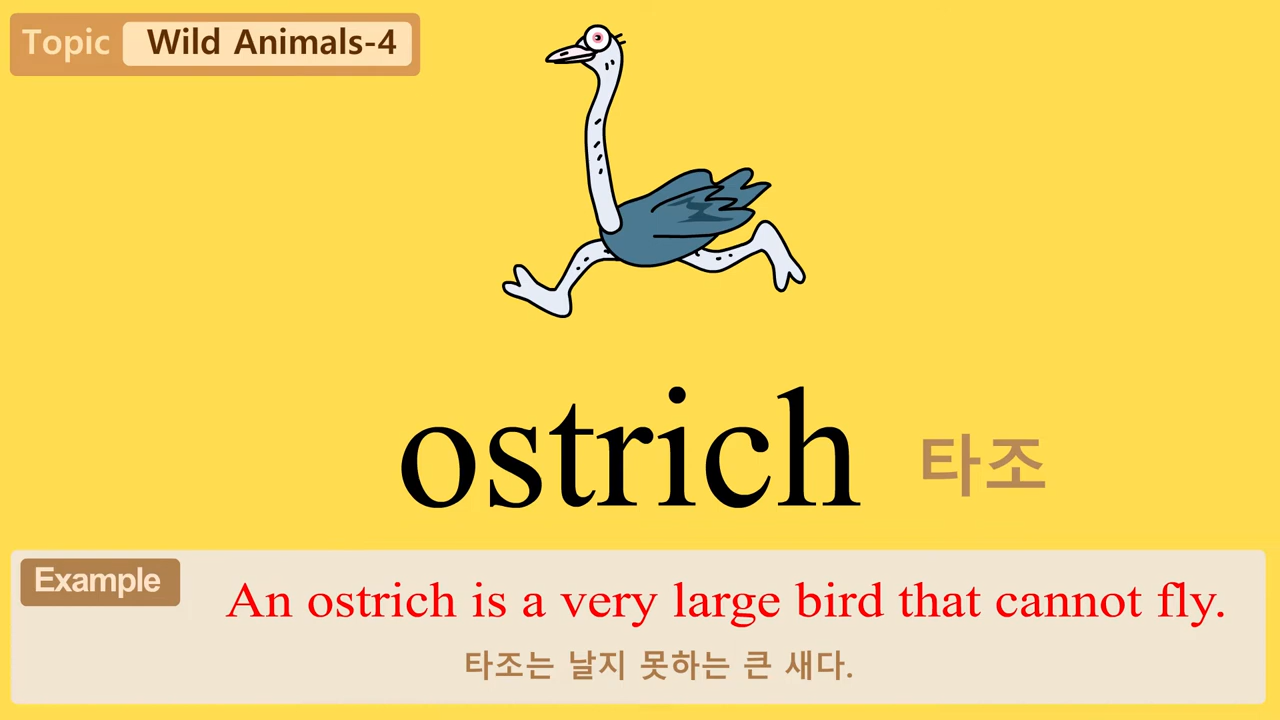 Topic Wild Animals-4
ostrich 타조
Example
An ostrich is a very large bird that cannot fly.
타조는 날지 못하는 큰 새다.